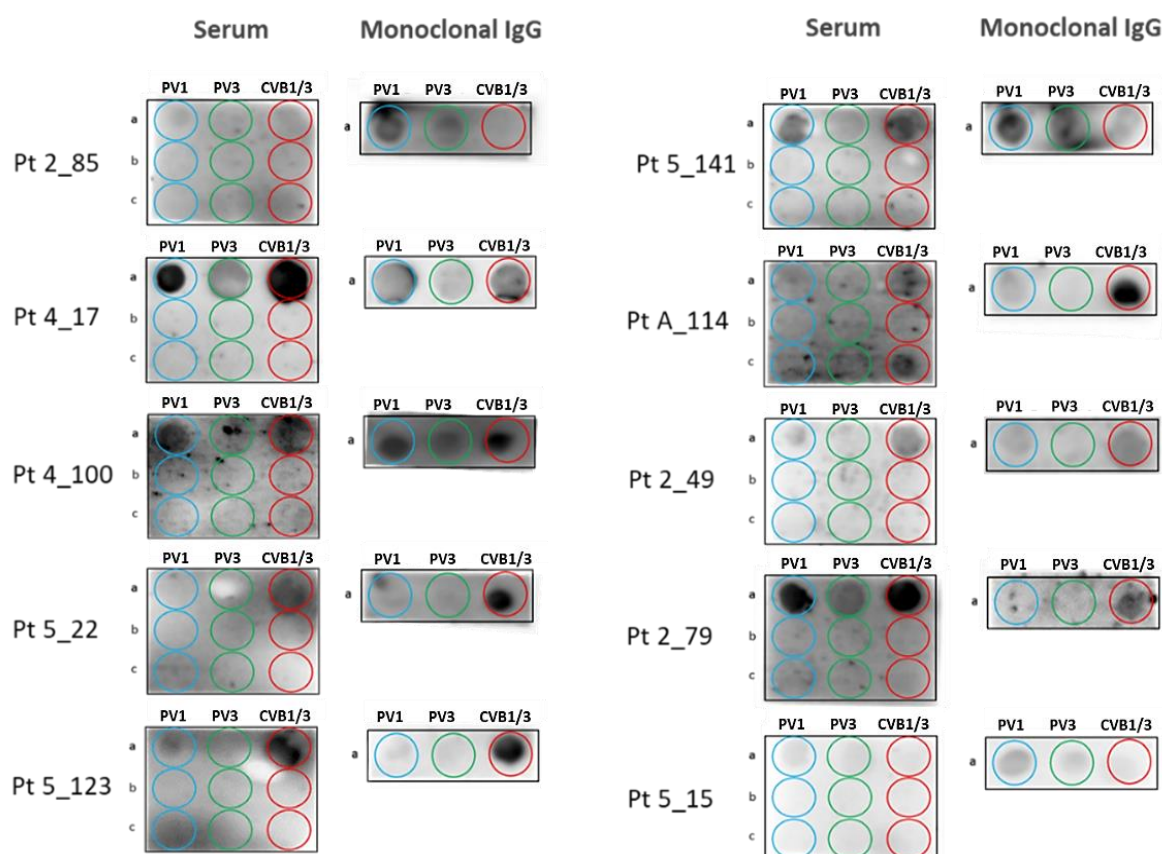 Serum Monoclonal IgG
PV1 PV3 CVB1/3 PV1 PV3 CVB1/3
a a
Pt 2_85 b
c
PV1 PV3 CVB1/3 PV1 PV3 CVB1/3
a a
Pt 4_17 b
c
PV1 PV3 CVB1/3 PV1 PV3 CVB1/3
a a
Pt 4_100 b
c
PV1 PV3 CVB1/3 PV1 PV3 CVB1/3
a a
Pt 5_22 b
c
PV1 PV3 CVB1/3 PV1 PV3 CVB1/3
a a
Pt 5_123 b
c
Serum Monoclonal IgG
PV1 PV3 CVB1/3 PV1 PV3 CVB1/3
a a
Pt 5_141 b
c
PV1 PV3 CVB1/3 PV1 PV3 CVB1/3
a a
Pt A_114 b
c
PV1 PV3 CVB1/3 PV1 PV3 CVB1/3
a a
Pt 2_49 b
c
PV1 PV3 CVB1/3 PV1 PV3 CVB1/3
a a
Pt 2_79 b
c
PV1 PV3 CVB1/3 PV1 PV3 CVB1/3
a a
Pt 5_15 b
c